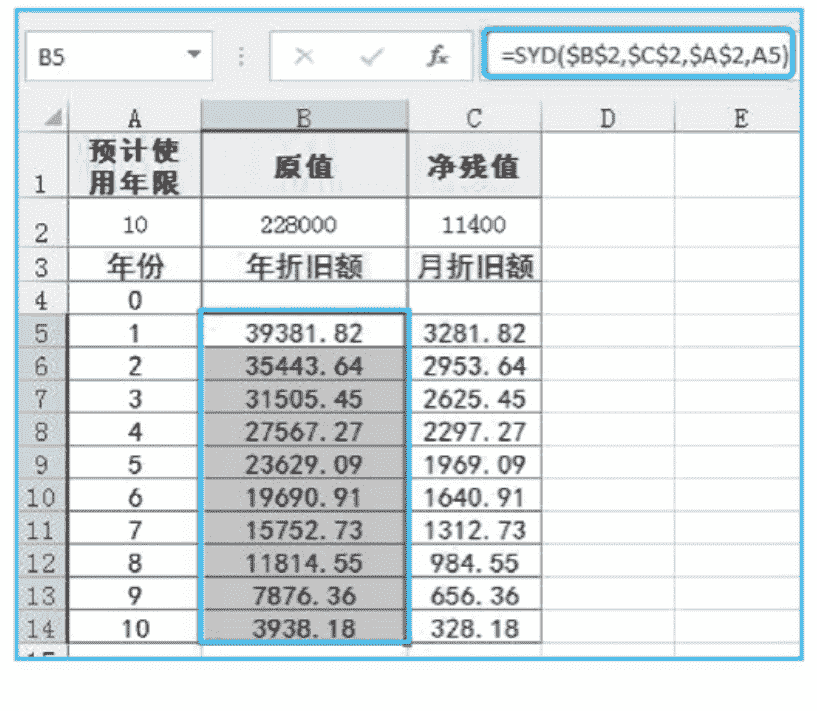 B5 fx =SYD($B$2,$C$2,$A$2,A5)
A B C D E
1 预计使用年限 原值 净残值
2 10 228000 11400
3 年份 年折旧额 月折旧额
4 0
5 1 39381.82 3281.82
6 2 35443.64 2953.64
7 3 31505.45 2625.45
8 4 27567.27 2297.27
9 5 23629.09 1969.09
10 6 19690.91 1640.91
11 7 15752.73 1312.73
12 8 11814.55 984.55
13 9 7876.36 656.36
14 10 3938.18 328.18